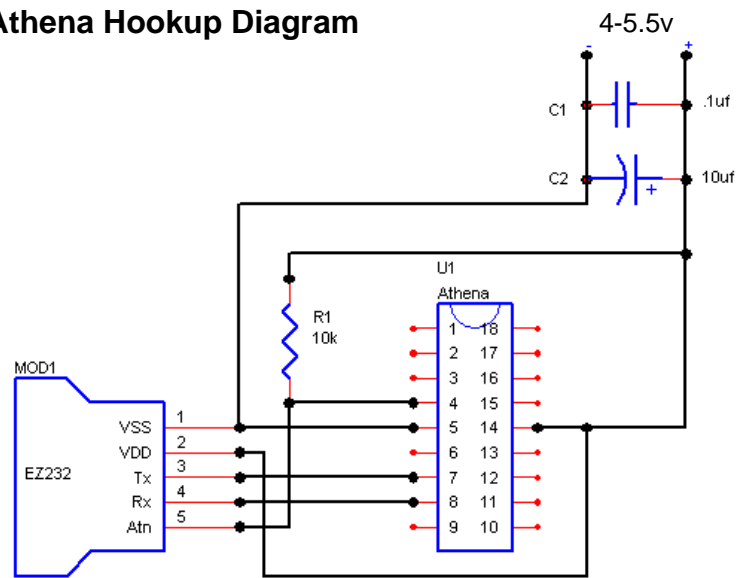 Athena Hookup Diagram
4-5.5v
- +
C1 .1uf
C2 10uf
+
U1
Athena
R1
10k
1 18
2 17
3 16
4 15
5 14
6 13
7 12
8 11
9 10
MOD1
EZ232
VSS 1
VDD 2
Tx 3
Rx 4
Atn 5